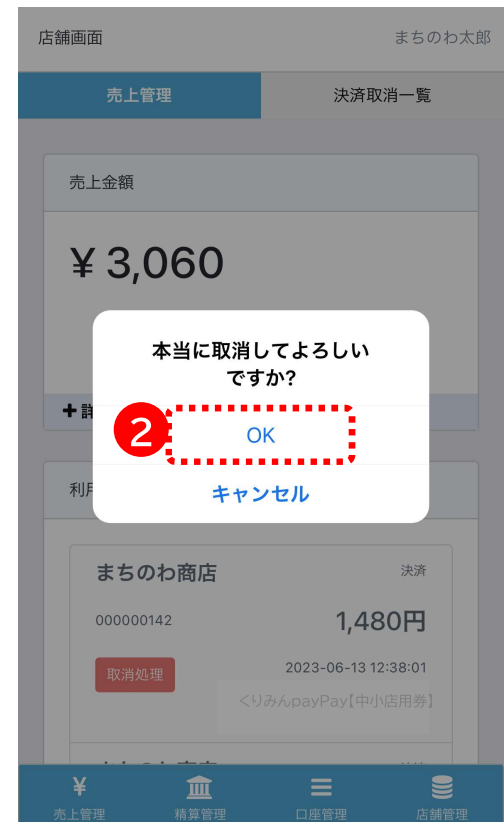 店舗画面
まちのわ太郎
売上管理
決済取消一覧
売上金額
¥ 3,060
本当に取消してよろしい
ですか?
+詳
2
OK
キャンセル
利用
まちのわ商店
決済
000000142
1,480円
取消処理
2023-06-13 12:38:01
くりみんpayPay【中小店用券】
¥
売上管理
精算管理
口座管理
店舗管理